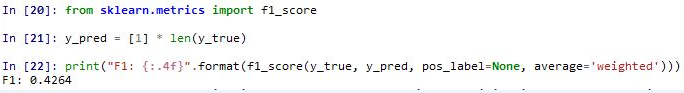 In [20]: from sklearn.metrics import f1_score
In [21]: y_pred = [1] * len(y_true)
In [22]: print("F1: {:.4f}".format(f1_score(y_true, y_pred, pos_label=None, average='weighted')))
F1: 0.4264